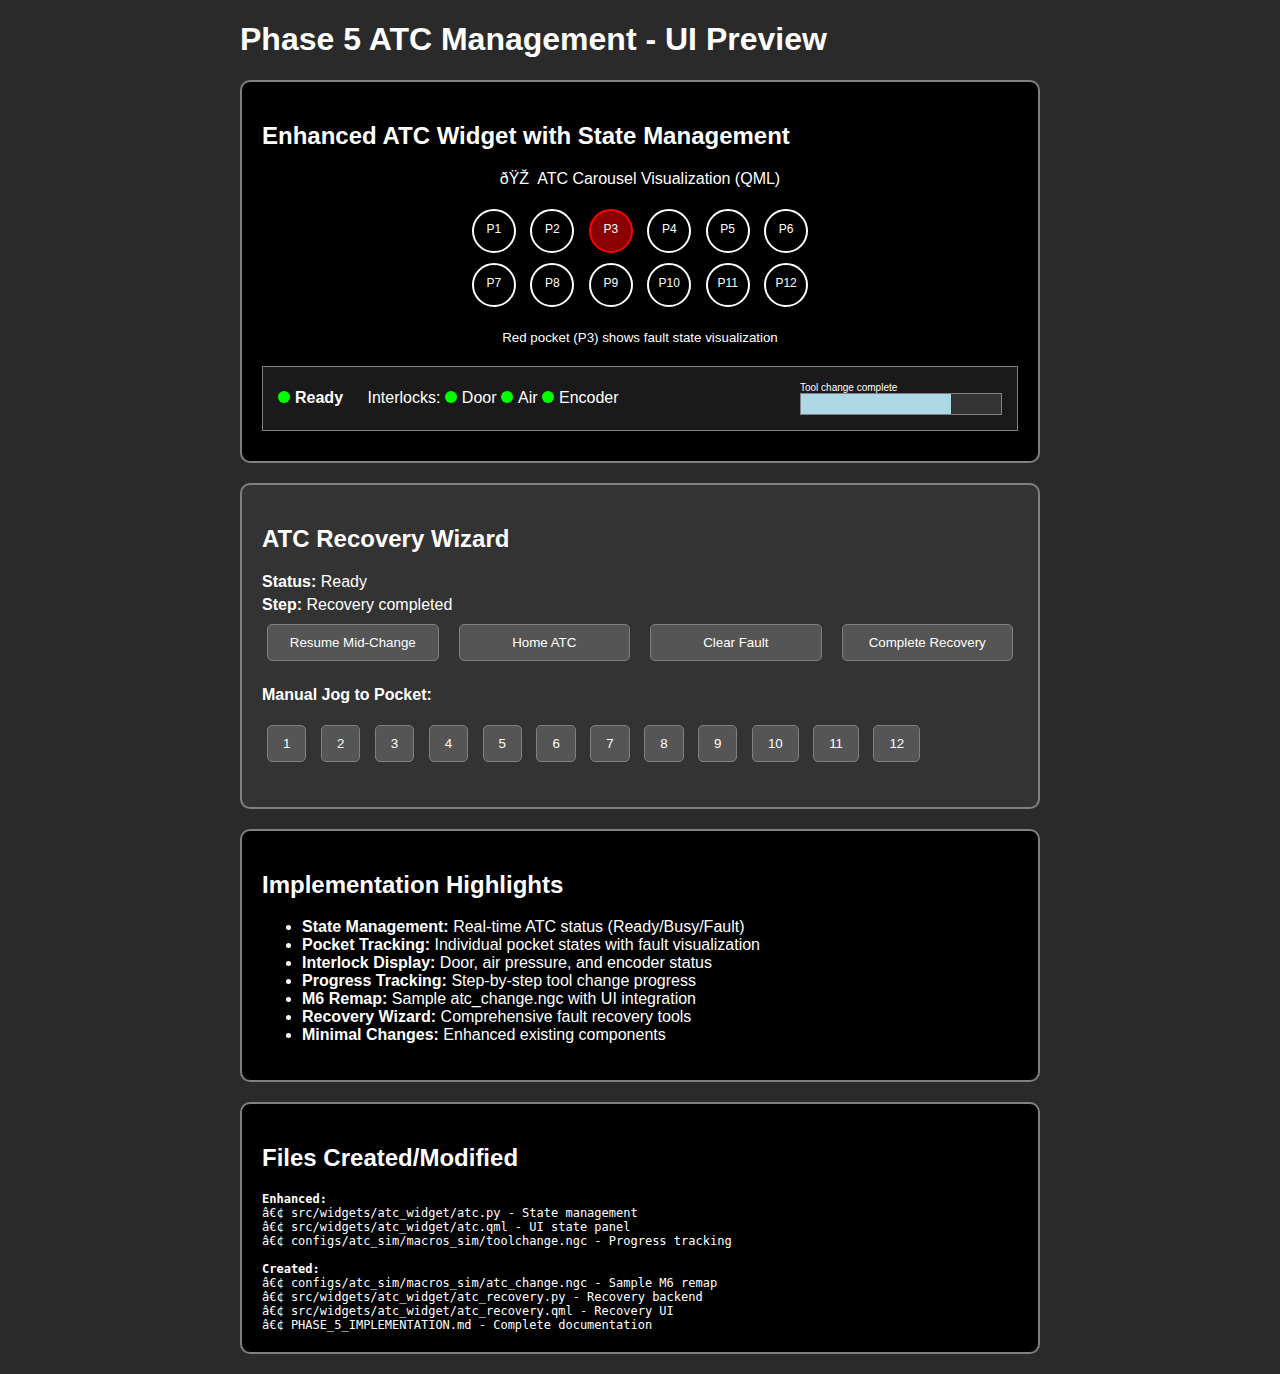 Phase 5 ATC Management - UI Preview
Enhanced ATC Widget with State Management
ðŸŽ  ATC Carousel Visualization (QML)
P1 P2 P3 P4 P5 P6
P7 P8 P9 P10 P11 P12
Red pocket (P3) shows fault state visualization
Ready Interlocks: Door Air Encoder
Tool change complete
ATC Recovery Wizard
Status: Ready
Step: Recovery completed
Resume Mid-Change Home ATC Clear Fault Complete Recovery
Manual Jog to Pocket:
1 2 3 4 5 6 7 8 9 10 11 12
Implementation Highlights
• State Management: Real-time ATC status (Ready/Busy/Fault)
• Pocket Tracking: Individual pocket states with fault visualization
• Interlock Display: Door, air pressure, and encoder status
• Progress Tracking: Step-by-step tool change progress
• M6 Remap: Sample atc_change.ngc with UI integration
• Recovery Wizard: Comprehensive fault recovery tools
• Minimal Changes: Enhanced existing components
Files Created/Modified
Enhanced:
â€¢ src/widgets/atc_widget/atc.py - State management
â€¢ src/widgets/atc_widget/atc.qml - UI state panel
â€¢ configs/atc_sim/macros_sim/toolchange.ngc - Progress tracking
Created:
â€¢ configs/atc_sim/macros_sim/atc_change.ngc - Sample M6 remap
â€¢ src/widgets/atc_widget/atc_recovery.py - Recovery backend
â€¢ src/widgets/atc_widget/atc_recovery.qml - Recovery UI
â€¢ PHASE_5_IMPLEMENTATION.md - Complete documentation